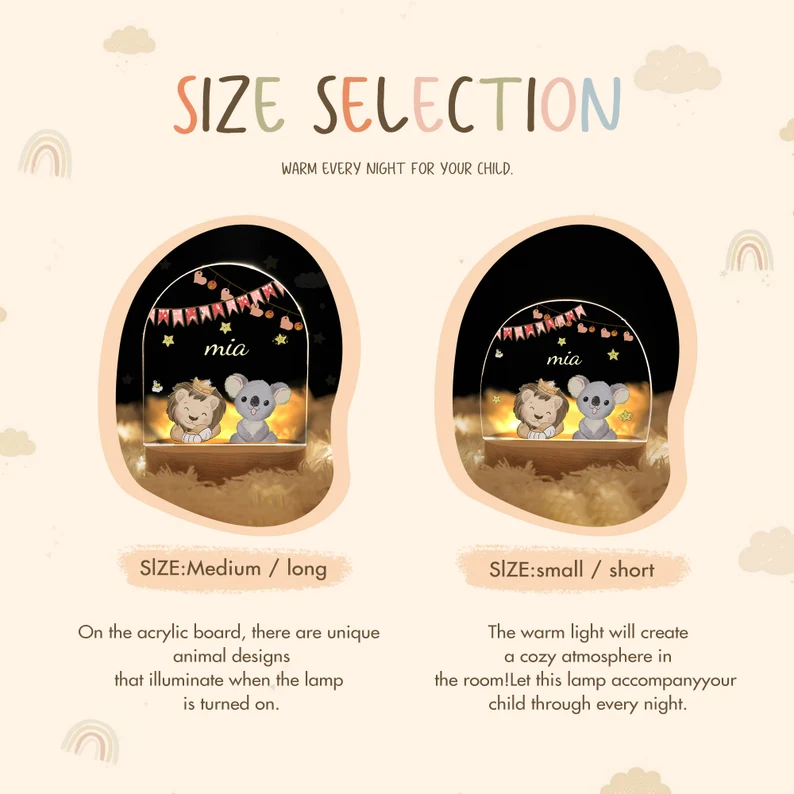 SIZE SELECTION
WARM EVERY NIGHT FOR YOUR CHILD.
mia
mia
SIZE:Medium / long
SIZE:small / short
On the acrylic board, there are unique
animal designs
that illuminate when the lamp
is turned on.
The warm light will create
a cozy atmosphere in
the room!Let this lamp accompanyyour
child through every night.